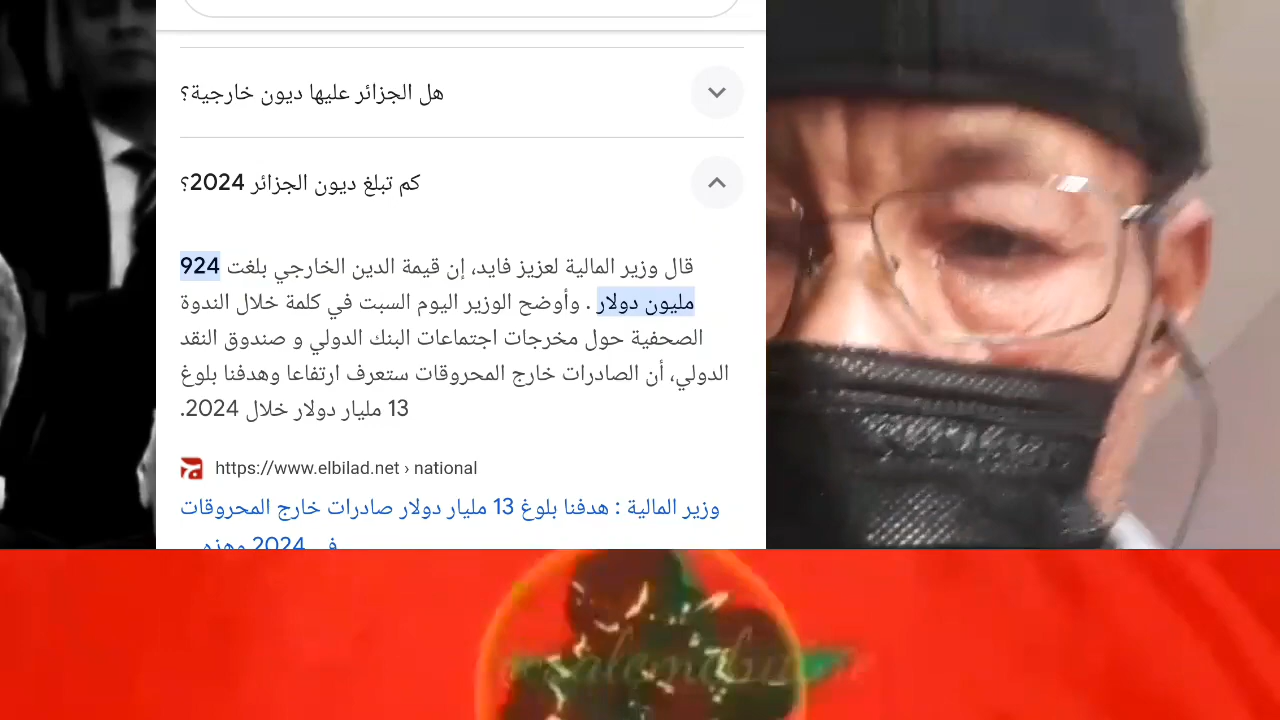 هل الجزائر عليها ديون خارجية؟
كم تبلغ ديون الجزائر 2024؟
قال وزير المالية لعزيز فايد، إن قيمة الدين الخارجي بلغت 924
مليون دولار . وأوضح الوزير اليوم السبت في كلمة خلال الندوة
الصحفية حول مخرجات اجتماعات البنك الدولي و صندوق النقد
الدولي، أن الصادرات خارج المحروقات ستعرف ارتفاعا وهدفنا بلوغ
13 مليار دولار خلال 2024.
https://www.elbilad.net › national
وزير المالية : هدفنا بلوغ 13 مليار دولار صادرات خارج المحروقات
في 2024 وهذه